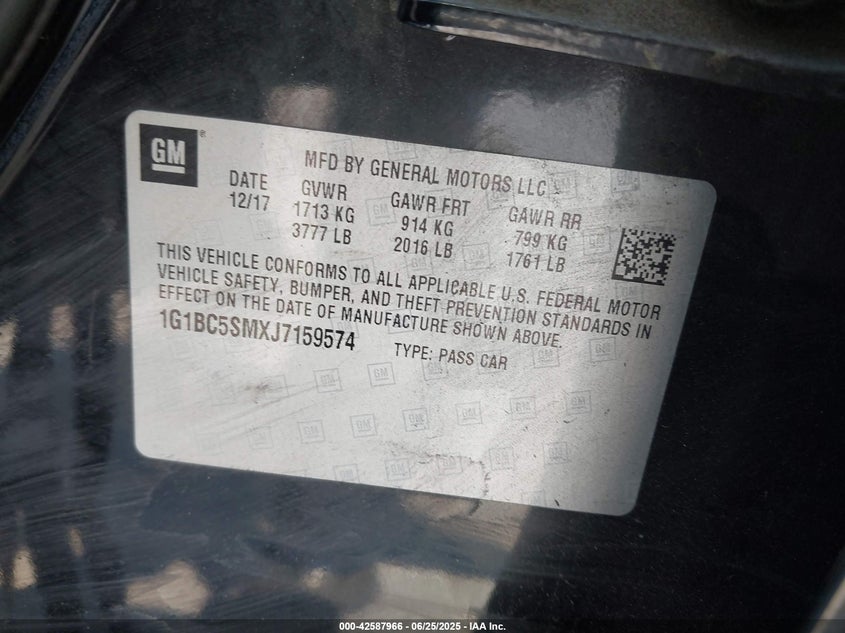 GM
MFD BY GENERAL MOTORS LLC
DATE GVWR GAWR FRT GAWR RR
12/17 1713 KG 914 KG 799 KG
3777 LB 2016 LB 1761 LB
THIS VEHICLE CONFORMS TO ALL APPLICABLE U.S. FEDERAL MOTOR
VEHICLE SAFETY, BUMPER, AND THEFT PREVENTION STANDARDS IN
EFFECT ON THE DATE OF MANUFACTURE SHOWN ABOVE.
1G1BC5SMXJ7159574 TYPE: PASS CAR
000-42587966 - 06/25/2025 - IAA Inc.